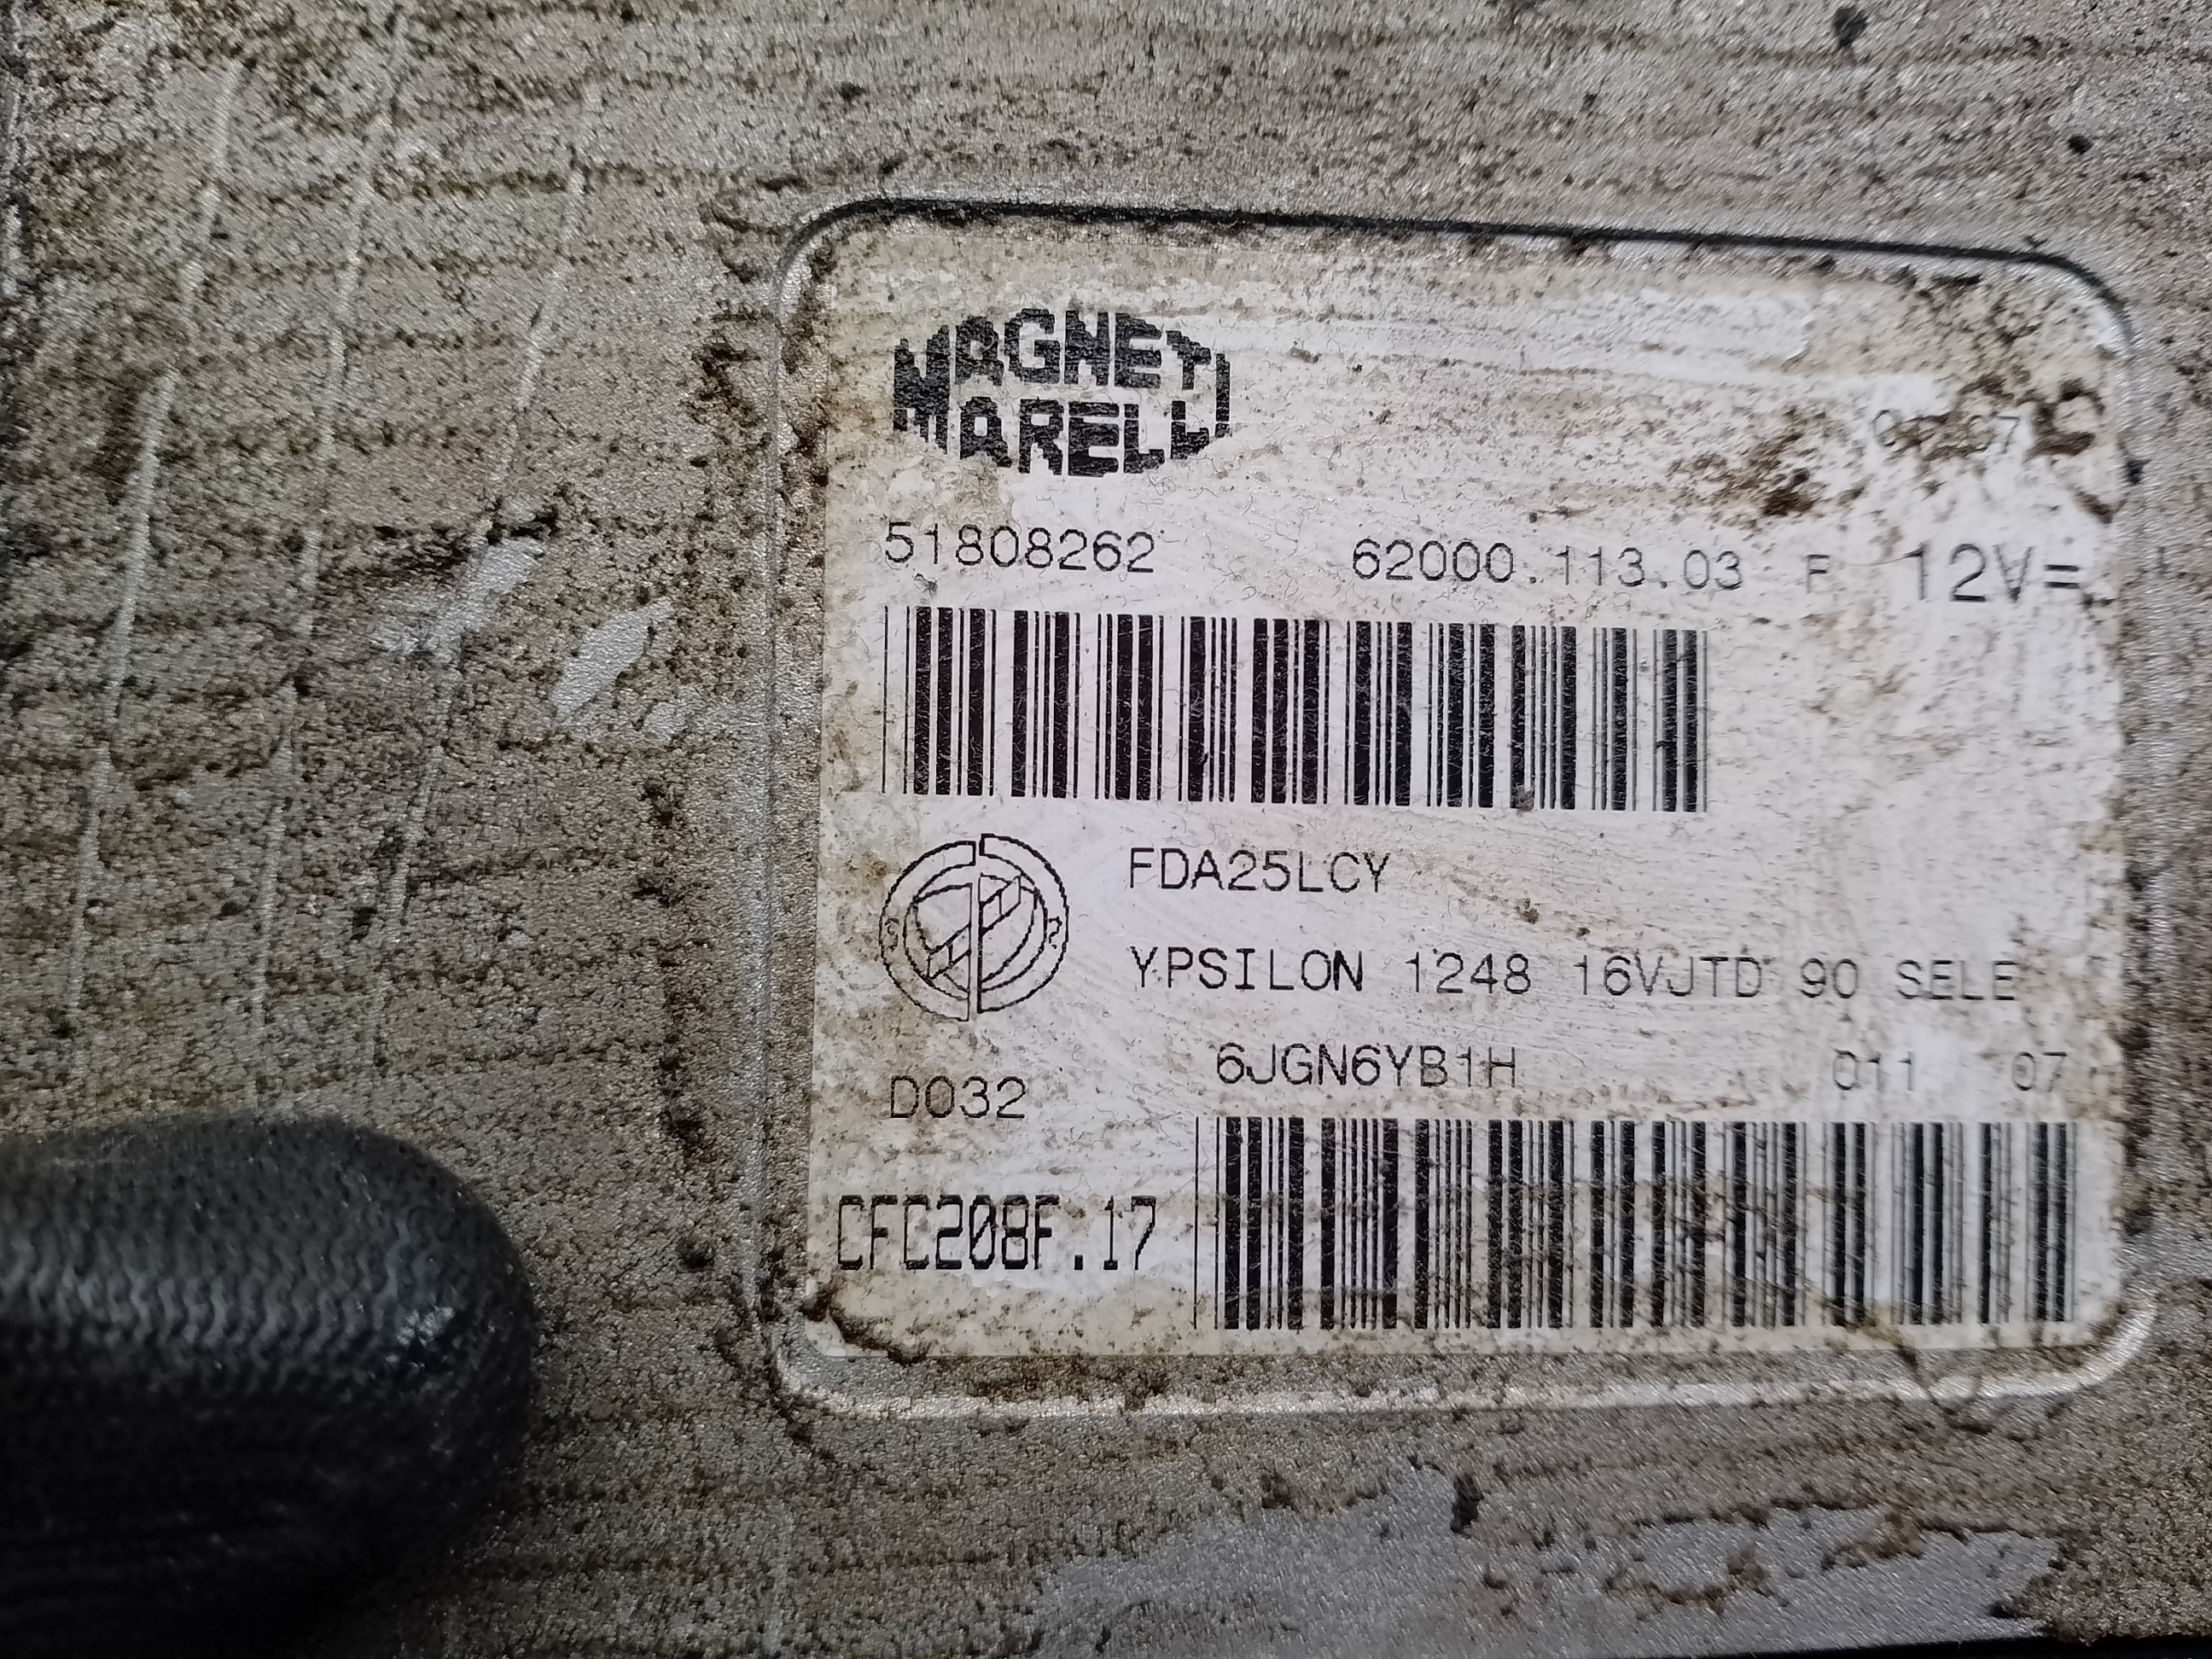 MAGNETI
MARELLI
51808262 62000.113.03 F 12V=
FDA25LCY
YPSILON 1248 16VJTD 90 SELE
6JGN6YB1H 011 07
D032
CFC208F.17